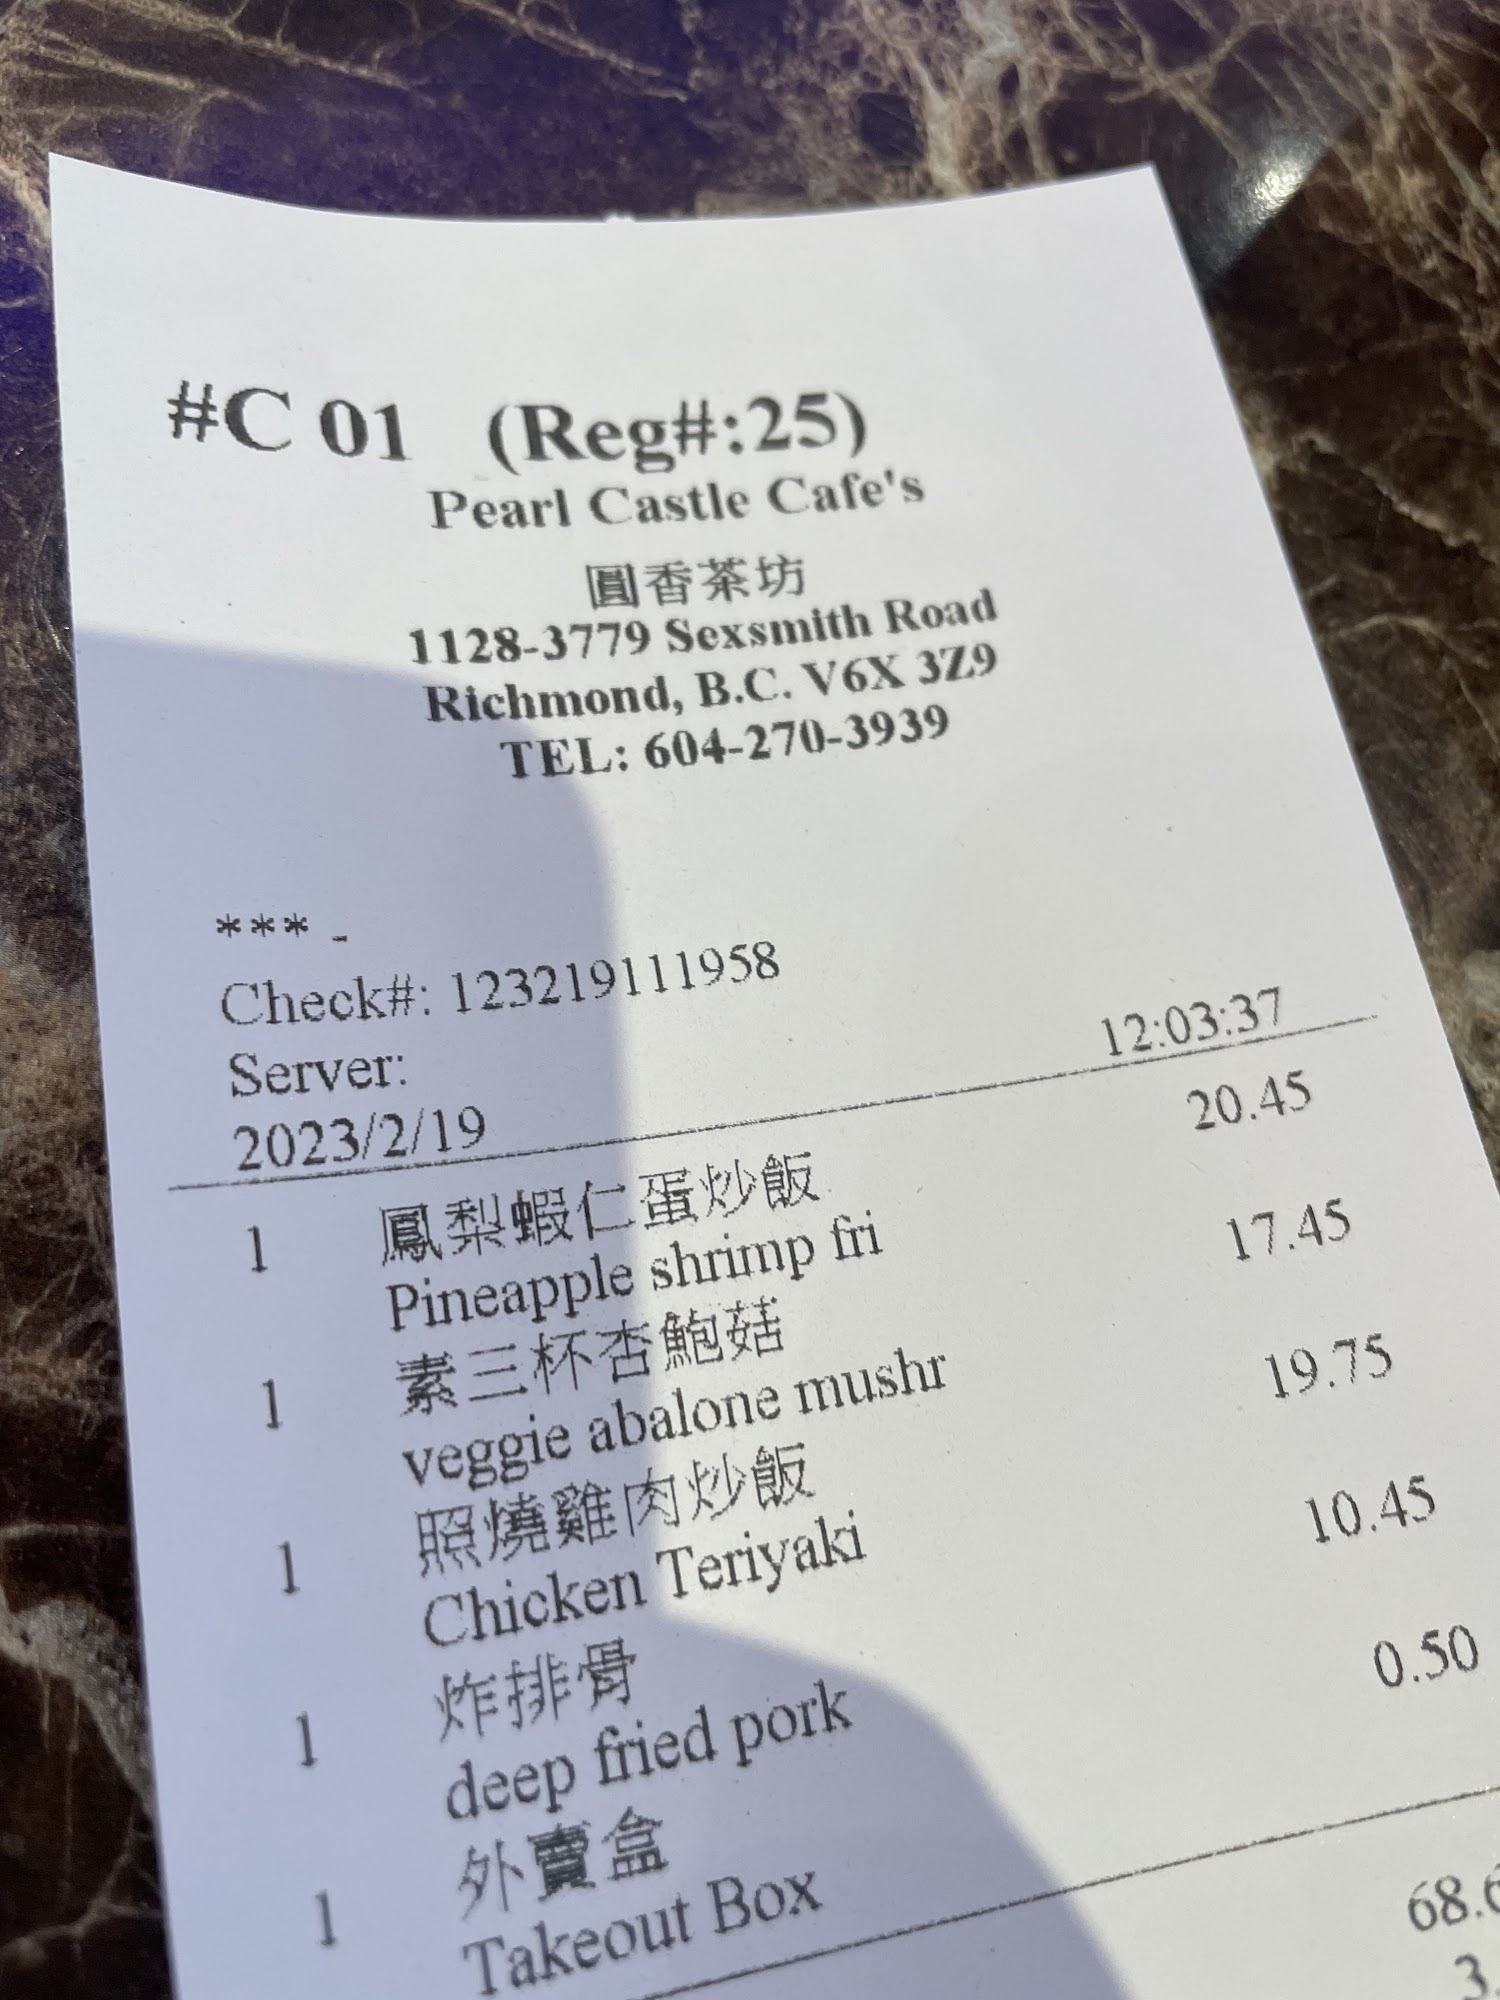 #C 01 (Reg#:25)
Pearl Castle Cafe's
圓香茶坊
1128-3779 Sexsmith Road
Richmond, B.C. V6X 3Z9
TEL: 604-270-3939
*** -
Check#: 123219111958
Server:
2023/2/19 12:03:37
1 鳳梨蝦仁蛋炒飯 20.45
Pineapple shrimp fri
1 素三杯杏鮑菇 17.45
veggie abalone mushr
1 照燒雞肉炒飯 19.75
Chicken Teriyaki
1 炸排骨 10.45
deep fried pork
1 外賣盒 0.50
Takeout Box
68.6
3.